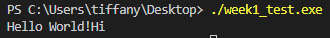 PS C:\Users\tiffany\Desktop> ./week1_test.exe
Hello World!Hi